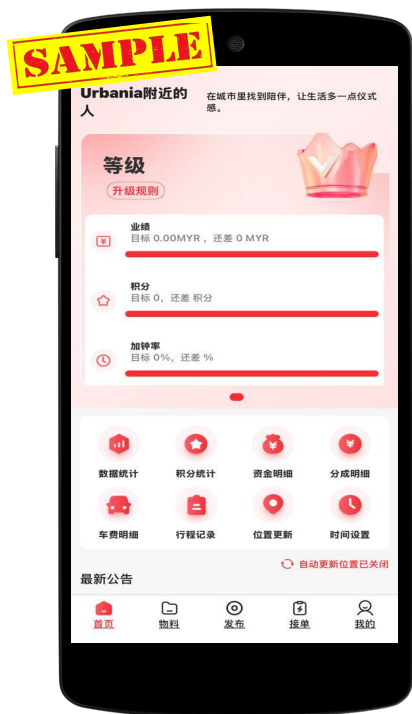 SAMPLE
Urbania附近的
人
在城市里找到陪伴，让生活多一点仪式
感。
等级
升级规则
业绩
目标 0.00MYR ，还差 0 MYR
积分
目标 0，还差 积分
加钟率
目标 0%，还差 %
数据统计 积分统计 资金明细 分成明细
车费明细 行程记录 位置更新 时间设置
自动更新位置已关闭
最新公告
首页 物料 发布 接单 我的